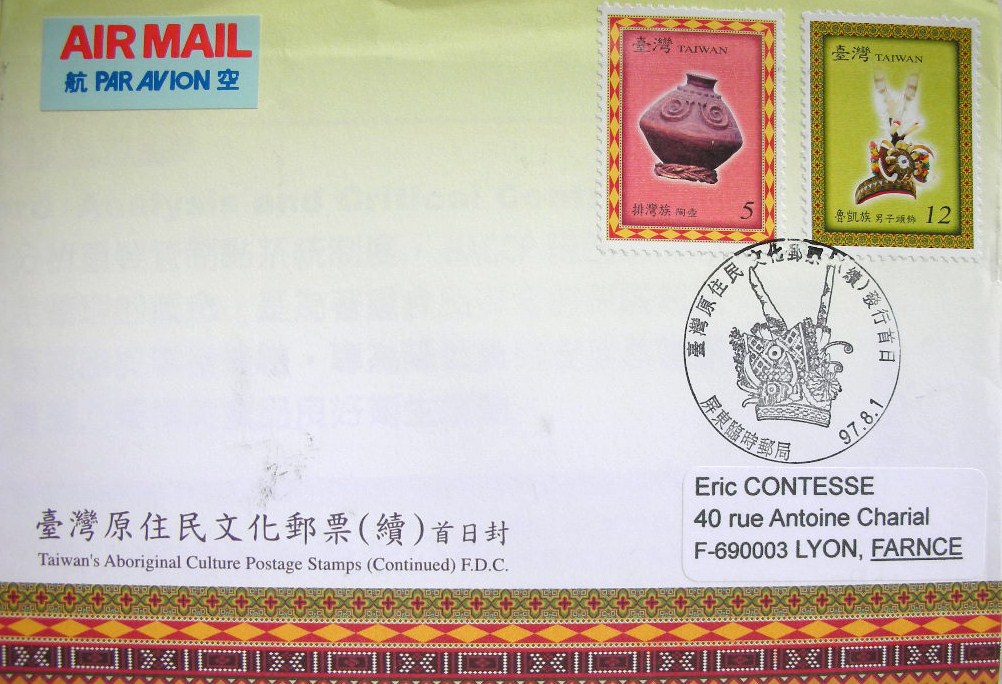 AIR MAIL
航 PAR AVION 空
臺灣 TAIWAN
排灣族 陶壺 5
臺灣 TAIWAN
魯凱族 男子頭飾 12
臺灣原住民文化郵票(續)發行首日
屏東臨時郵局
97.8.1
Eric CONTESSE
40 rue Antoine Charial
F-690003 LYON, FARNCE
臺灣原住民文化郵票(續)首日封
Taiwan's Aboriginal Culture Postage Stamps (Continued) F.D.C.